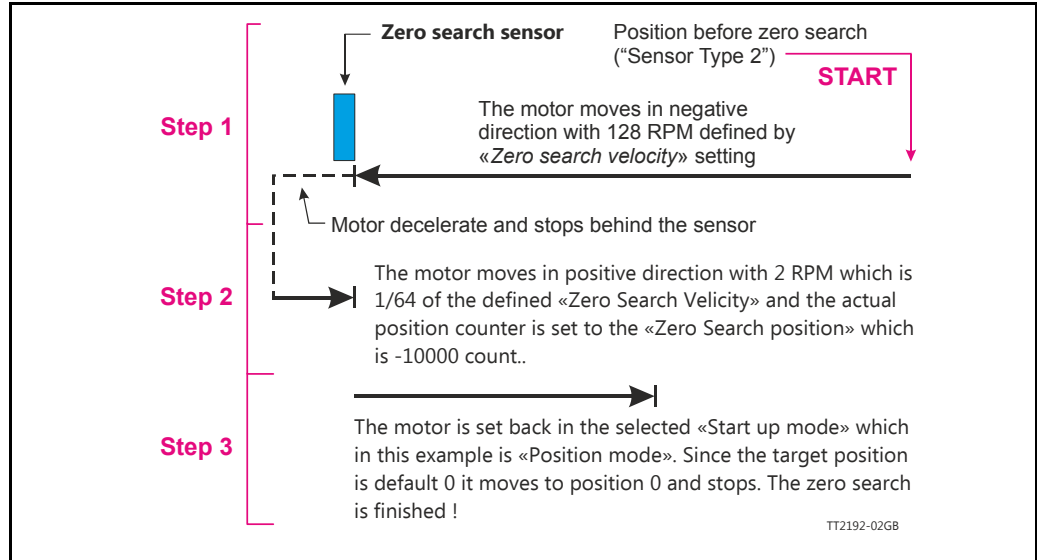 Zero search sensor
Position before zero search
("Sensor Type 2")
START
Step 1
The motor moves in negative
direction with 128 RPM defined by
«Zero search velocity» setting
Motor decelerate and stops behind the sensor
Step 2
The motor moves in positive direction with 2 RPM which is
1/64 of the defined «Zero Search Velicity» and the actual
position counter is set to the «Zero Search position» which
is -10000 count..
Step 3
The motor is set back in the selected «Start up mode» which
in this example is «Position mode». Since the target position
is default 0 it moves to position 0 and stops. The zero search
is finished !
TT2192-02GB